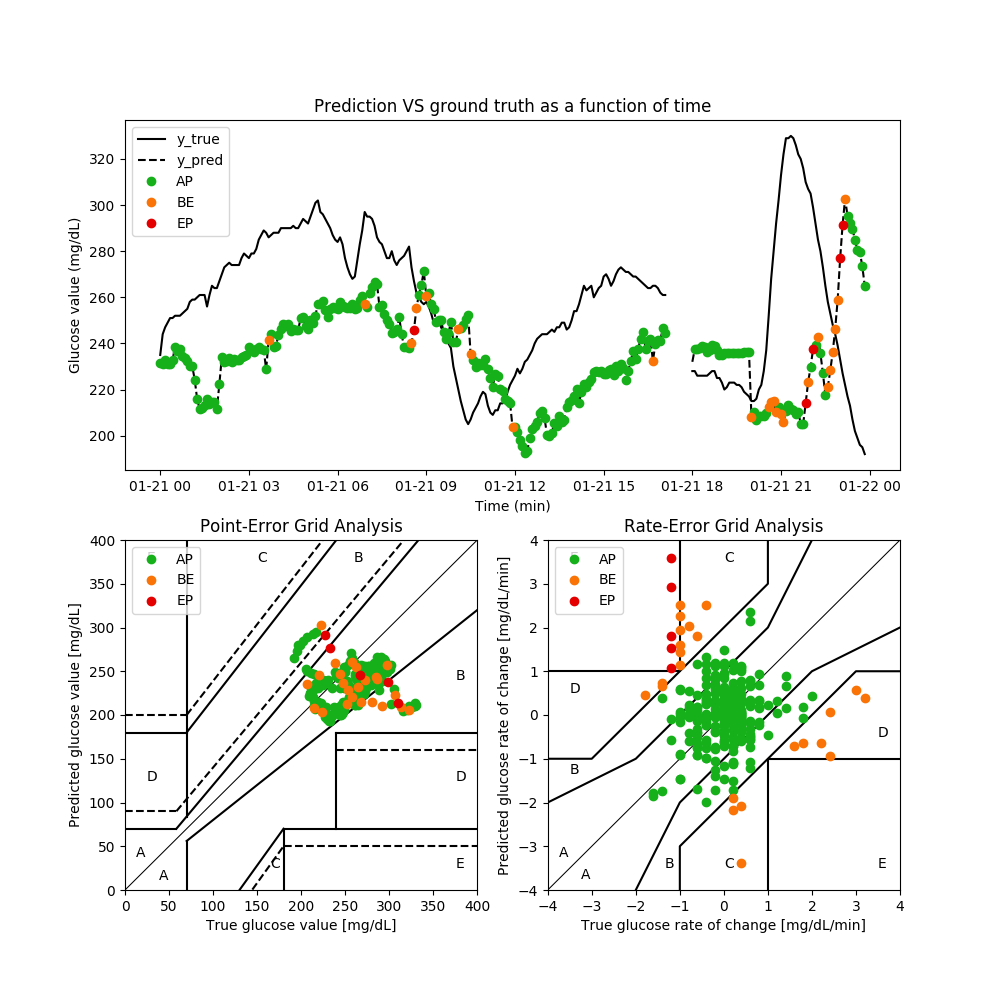 Prediction VS ground truth as a function of time
Glucose value (mg/dL)
320
300
280
260
240
220
200
y_true
y_pred
AP
BE
EP
01-21 00 01-21 03 01-21 06 01-21 09 01-21 12 01-21 15 01-21 18 01-21 21 01-22 00
Time (min)
Point-Error Grid Analysis
Predicted glucose value [mg/dL]
400
350
300
250
200
150
100
50
0
AP
BE
EP
C B
B
D D
A
A C E
0 50 100 150 200 250 300 350 400
True glucose value [mg/dL]
Rate-Error Grid Analysis
Predicted glucose rate of change [mg/dL/min]
4
3
2
1
0
−1
−2
−3
−4
AP
BE
EP
C
D
D
B
A
A B C E
−4 −3 −2 −1 0 1 2 3 4
True glucose rate of change [mg/dL/min]